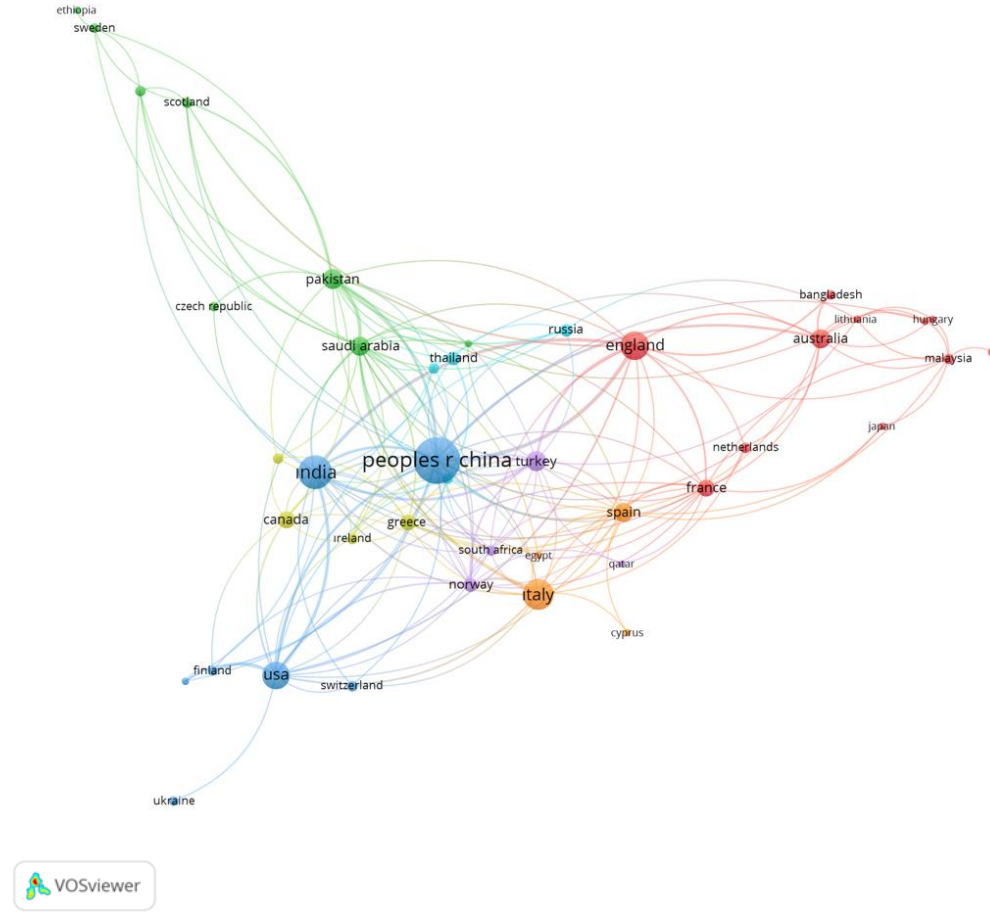 ethiopia
sweden
scotland
pakistan
czech republic
bangladesh
lithuania
hungary
russia
australia
saudi arabia
england
thailand
malaysia
japan
netherlands
peoples r china
turkey
india
france
spain
canada
greece
ireland
south africa
egypt
qatar
norway
italy
cyprus
finland
usa
switzerland
ukraine
VOSviewer